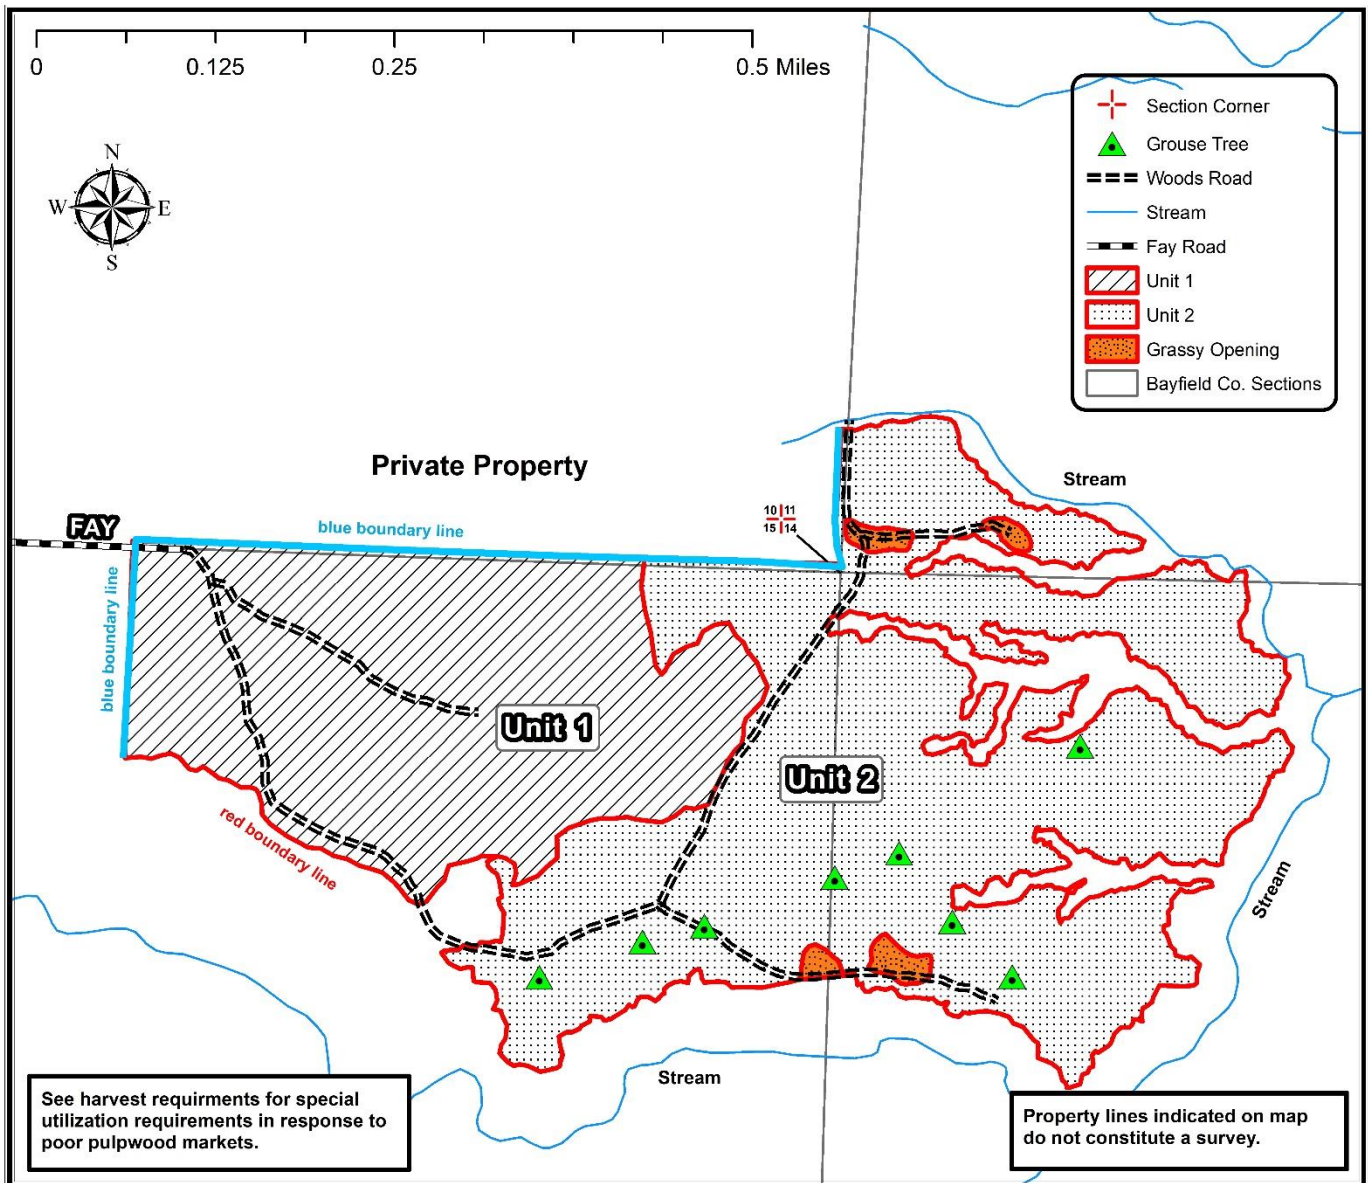 0 0.125 0.25 0.5 Miles
N
W E
S
Section Corner
Grouse Tree
Woods Road
Stream
Fay Road
Unit 1
Unit 2
Grassy Opening
Bayfield Co. Sections
Private Property
Stream
10 11
15 14
FAY
blue boundary line
blue boundary line
Unit 1
Unit 2
red boundary line
Stream
Stream
See harvest requirments for special
utilization requirements in response to
poor pulpwood markets.
Property lines indicated on map
do not constitute a survey.